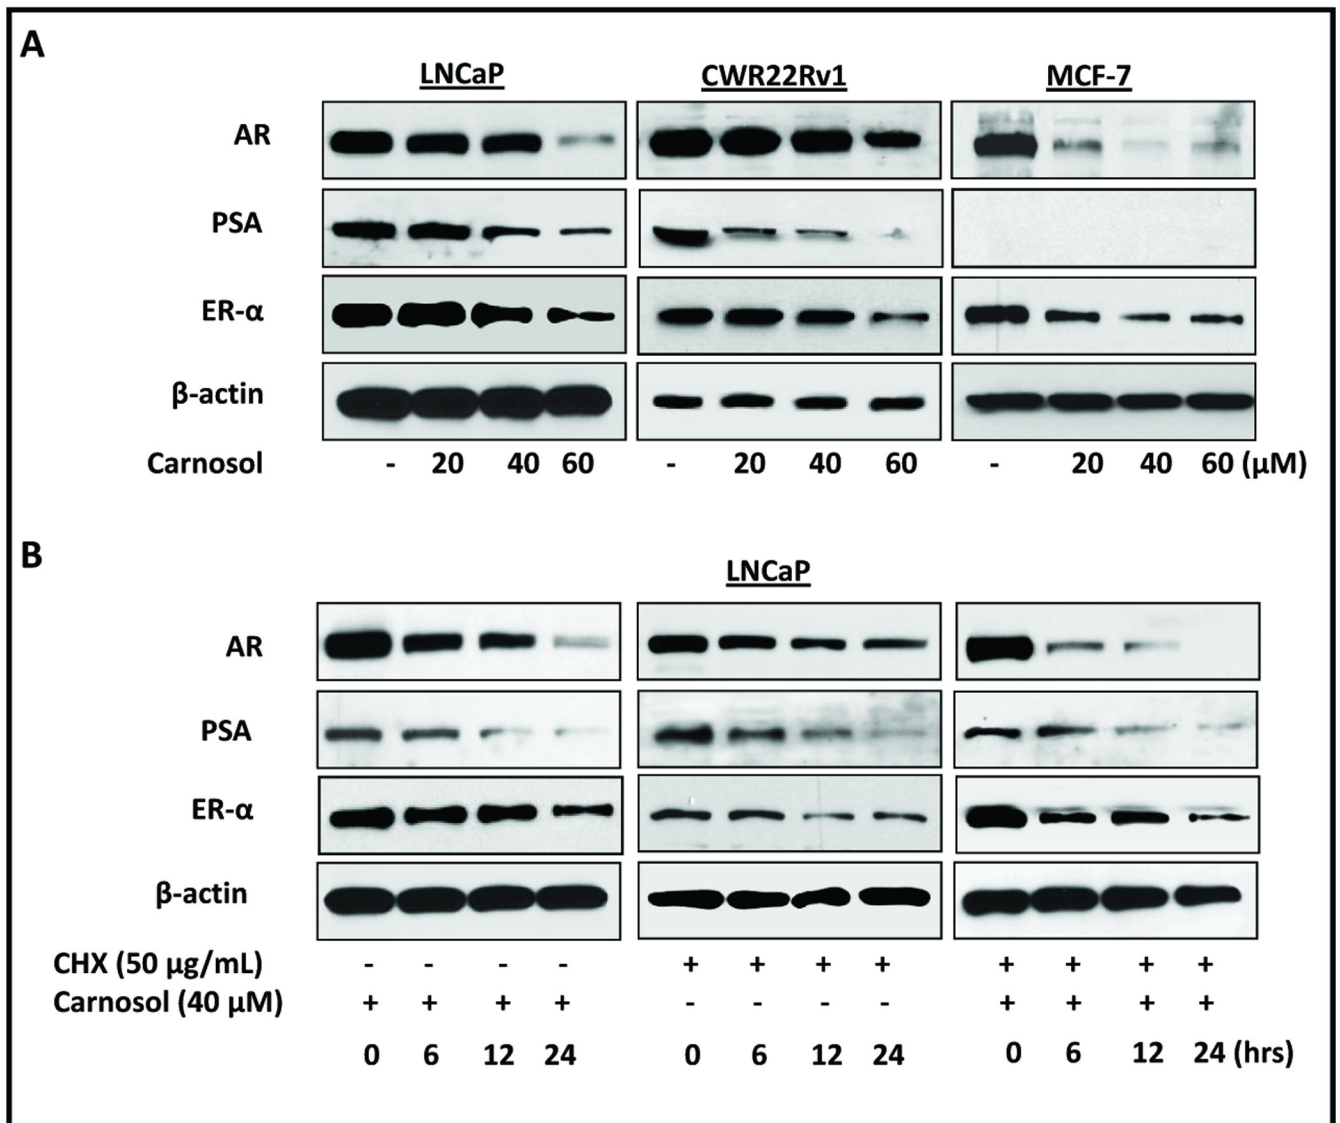 A
LNCaP CWR22Rv1 MCF-7
AR
PSA
ER-α
β-actin
Carnosol - 20 40 60 - 20 40 60 - 20 40 60 (μM)
B
LNCaP
AR
PSA
ER-α
β-actin
CHX (50 μg/mL) - - - - + + + + + + + +
Carnosol (40 μM) + + + + - - - - + + + +
0 6 12 24 0 6 12 24 0 6 12 24 (hrs)